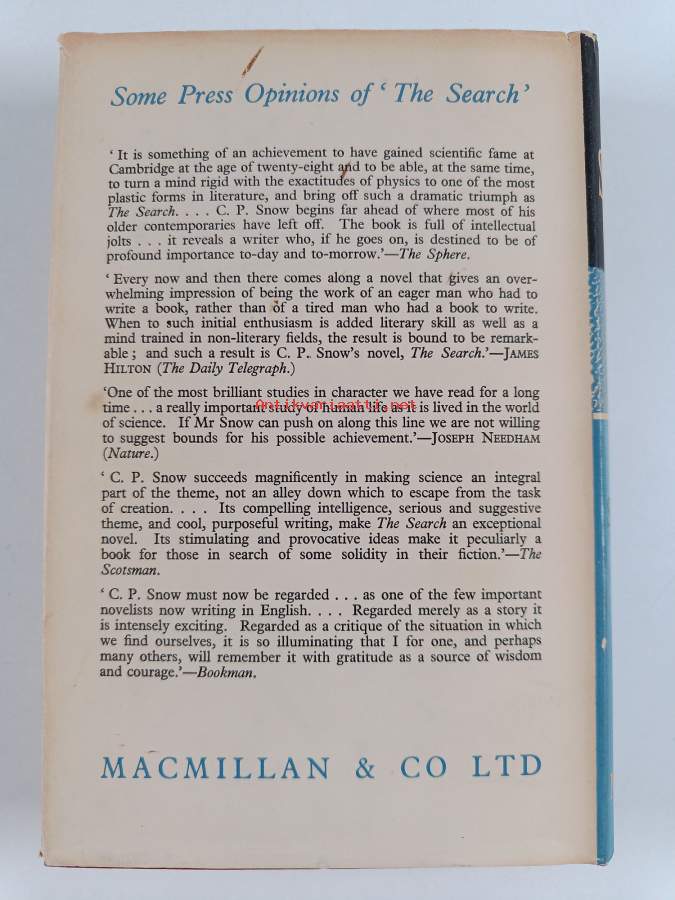 Some Press Opinions of ‘ The Search’
‘ It is something of an achievement to have gained scientific fame at
Cambridge at the age of twenty-eight and to be able, at the same time,
to turn a mind rigid with the exactitudes of physics to one of the most
plastic forms in literature, and bring off such a dramatic triumph as
The Search. . . . C. P. Snow begins far ahead of where most of his
older contemporaries have left off. The book is full of intellectual
jolts . . . it reveals a writer who, if he goes on, is destined to be of
profound importance to-day and to-morrow.’—The Sphere.
‘ Every now and then there comes along a novel that gives an over-
whelming impression of being the work of an eager man who had to
write a book, rather than of a tired man who had a book to write.
When to such initial enthusiasm is added literary skill as well as a
mind trained in non-literary fields, the result is bound to be remark-
able ; and such a result is C. P. Snow’s novel, The Search.’—JAMES
HILTON (The Daily Telegraph.)
‘One of the most brilliant studies in character we have read for a long
time . . . a really important study of human life as it is lived in the world
Antikvariaatti.net
of science. If Mr Snow can push on along this line we are not willing
to suggest bounds for his possible achievement.’—JOSEPH NEEDHAM
(Nature.)
‘ C. P. Snow succeeds magnificently in making science an integral
part of the theme, not an alley down which to escape from the task
of creation. . . . Its compelling intelligence, serious and suggestive
theme, and cool, purposeful writing, make The Search an exceptional
novel. Its stimulating and provocative ideas make it peculiarly a
book for those in search of some solidity in their fiction.’—The
Scotsman.
‘ C. P. Snow must now be regarded . . . as one of the few important
novelists now writing in English. . . . Regarded merely as a story it
is intensely exciting. Regarded as a critique of the situation in which
we find ourselves, it is so illuminating that I for one, and perhaps
many others, will remember it with gratitude as a source of wisdom
and courage.’—Bookman.
MACMILLAN & CO LTD